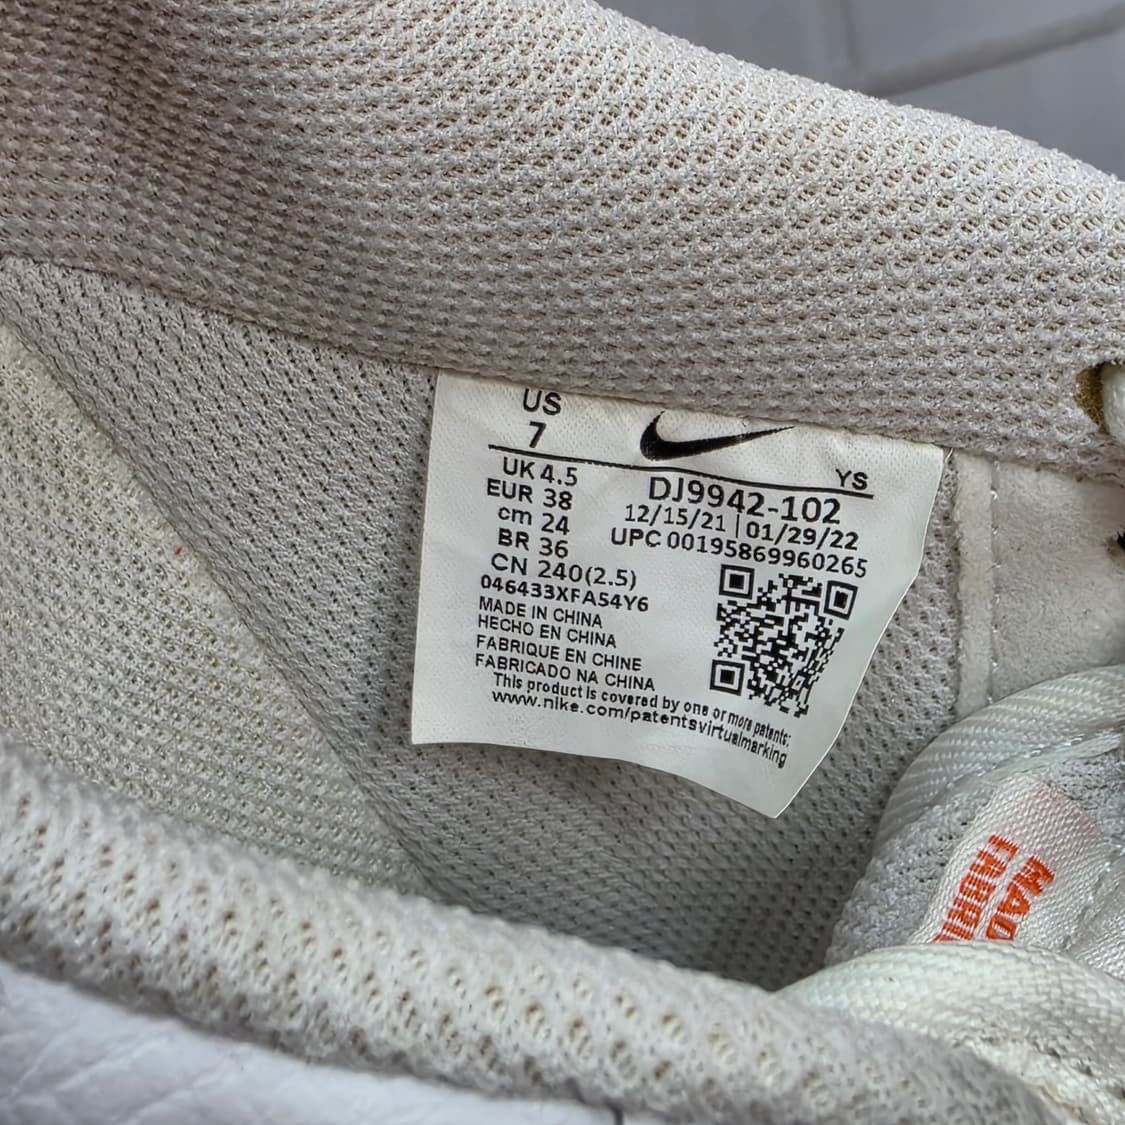 US
7
YS
UK 4.5
EUR 38
cm 24
BR 36
CN 240(2.5)
046433XFA54Y6
DJ9942-102
12/15/21 | 01/29/22
UPC 00195869960265
MADE IN CHINA
HECHO EN CHINA
FABRIQUE EN CHINE
FABRICADO NA CHINA
This product is covered by one or more patents:
www.nike.com/patentsvirtualmarking